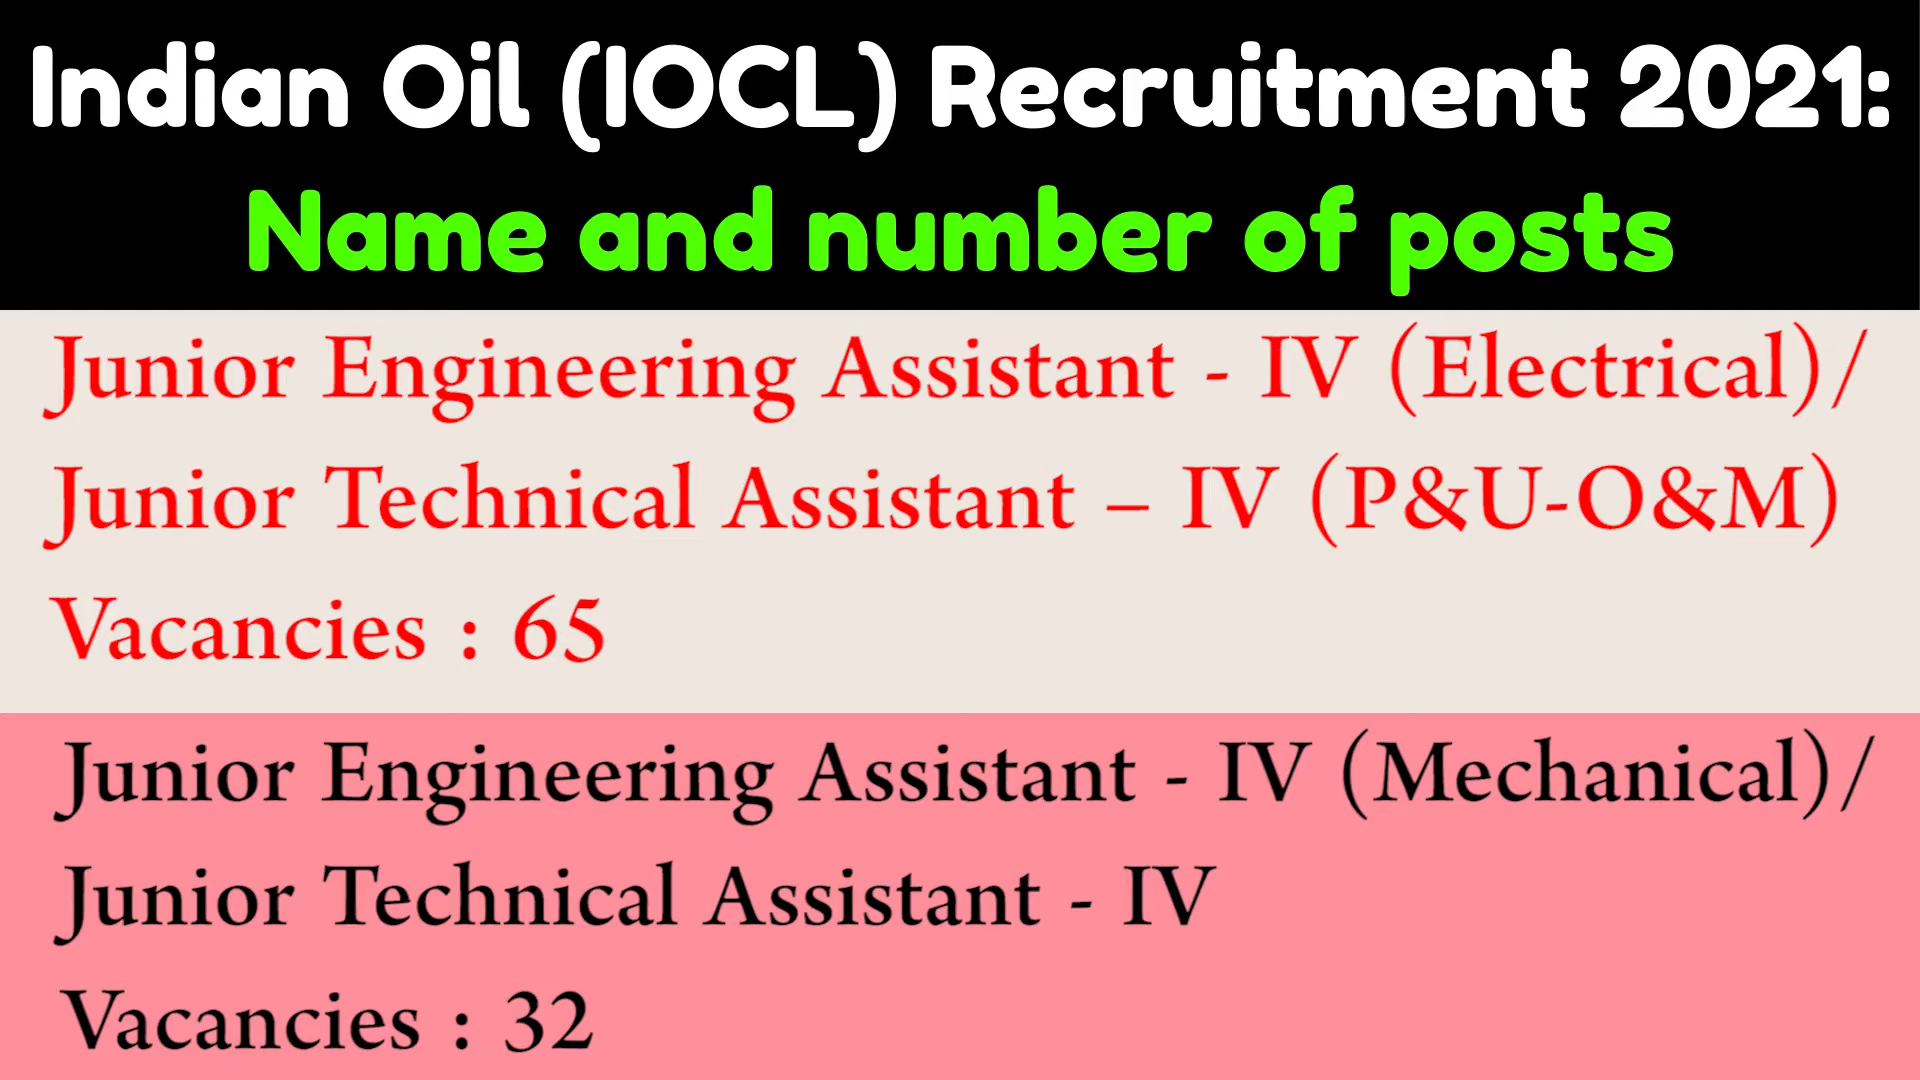 Indian Oil (IOCL) Recruitment 2021:
Name and number of posts
Junior Engineering Assistant - IV (Electrical)/
Junior Technical Assistant – IV (P&U-O&M)
Vacancies : 65
Junior Engineering Assistant - IV (Mechanical)/
Junior Technical Assistant - IV
Vacancies : 32